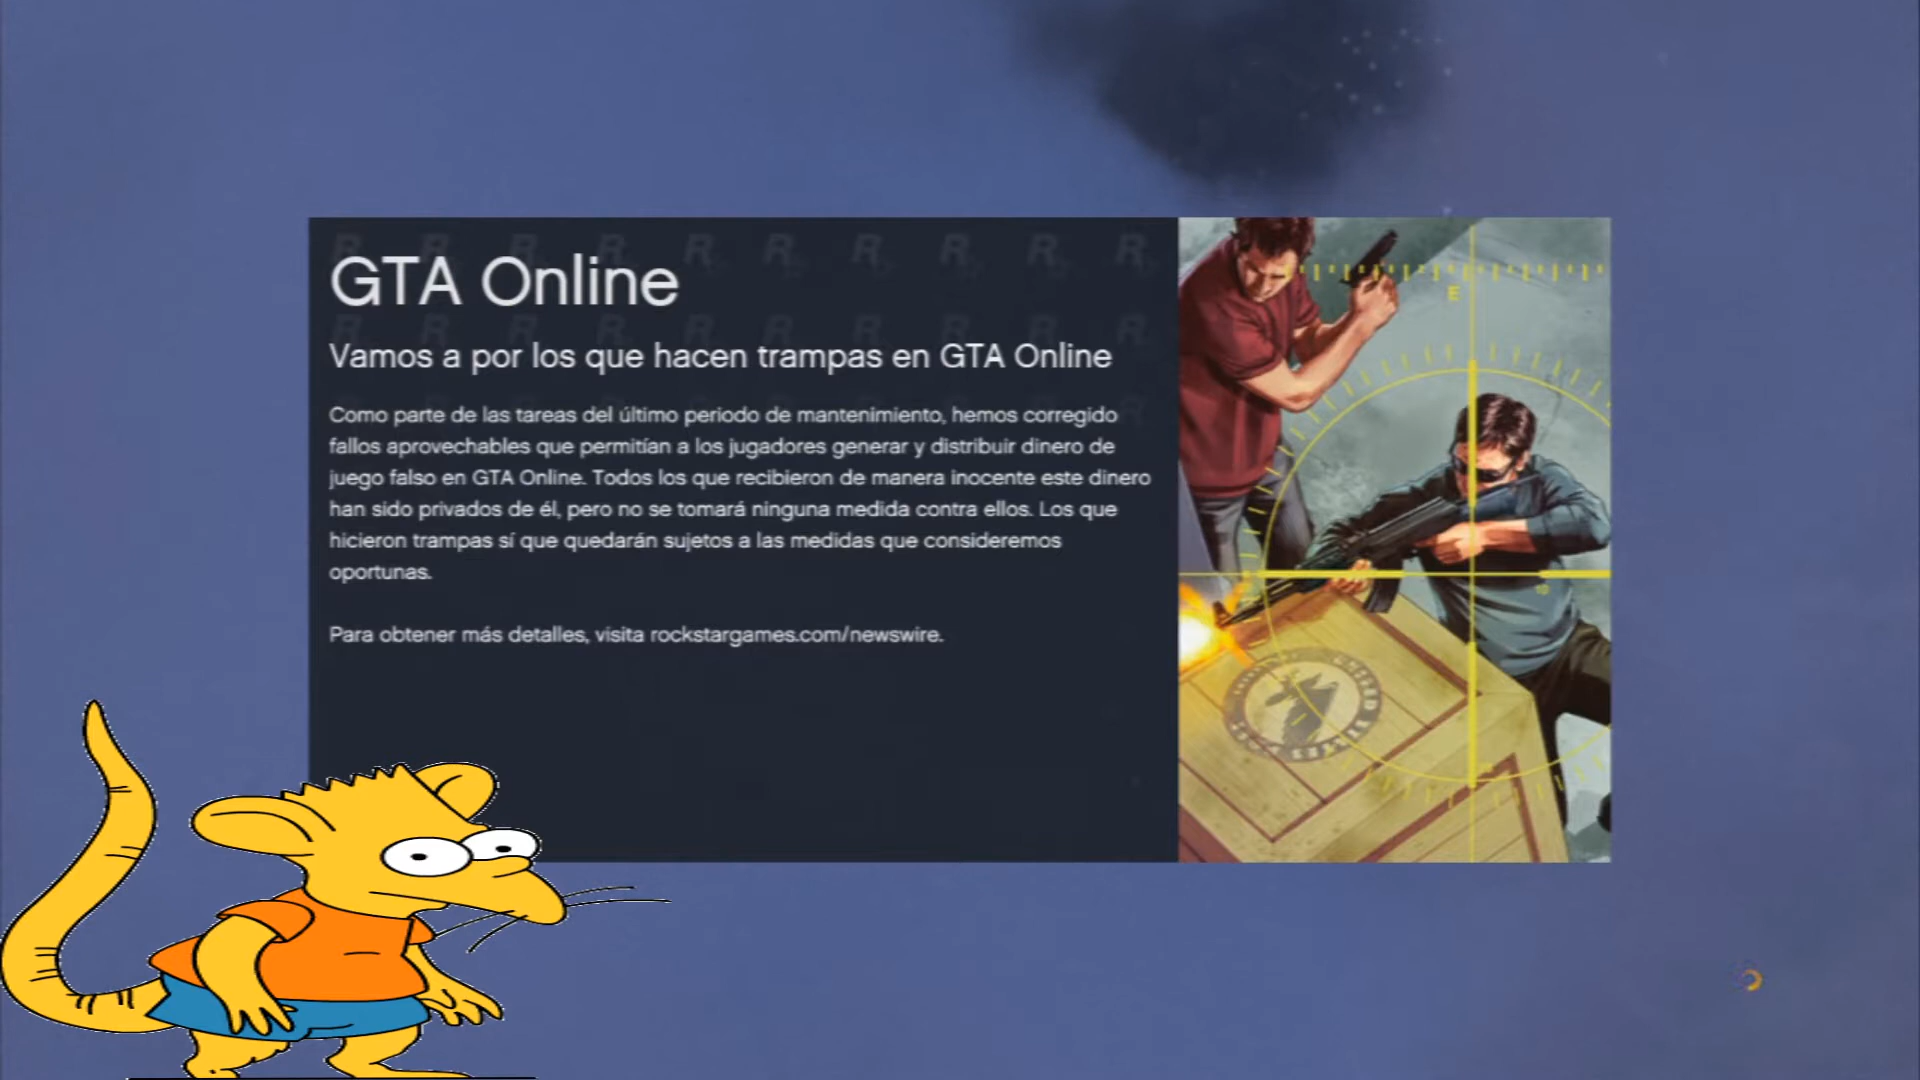 GTA Online
Vamos a por los que hacen trampas en GTA Online
Como parte de las tareas del último periodo de mantenimiento, hemos corregido
fallos aprovechables que permitían a los jugadores generar y distribuir dinero de
juego falso en GTA Online. Todos los que recibieron de manera inocente este dinero
han sido privados de él, pero no se tomará ninguna medida contra ellos. Los que
hicieron trampas sí que quedarán sujetos a las medidas que consideremos
oportunas.
Para obtener más detalles, visita rockstargames.com/newswire.
E
10